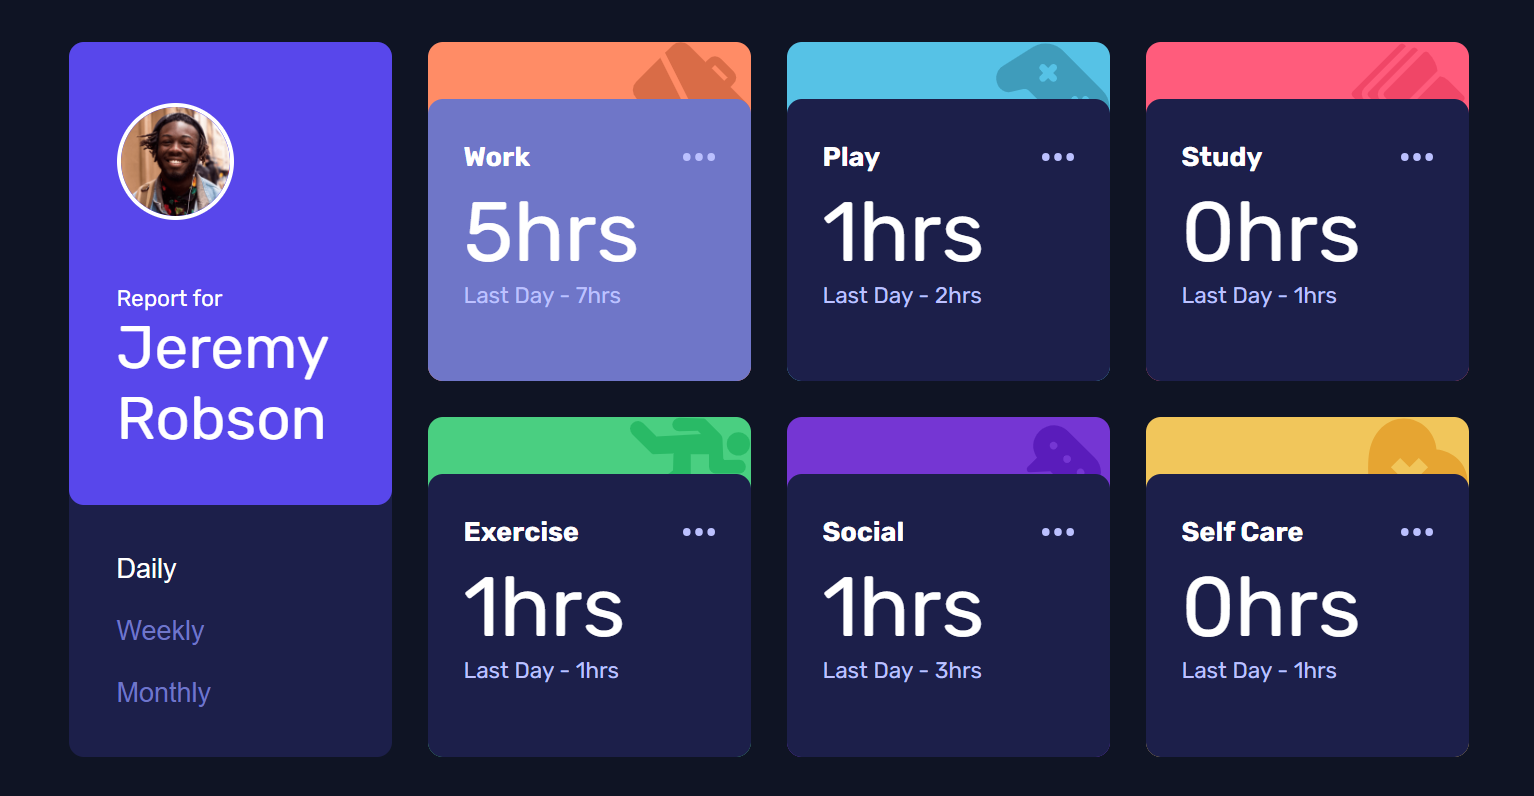 Report for
Jeremy
Robson
Daily
Weekly
Monthly
Work
5hrs
Last Day - 7hrs
Play
1hrs
Last Day - 2hrs
Study
0hrs
Last Day - 1hrs
Exercise
1hrs
Last Day - 1hrs
Social
1hrs
Last Day - 3hrs
Self Care
0hrs
Last Day - 1hrs